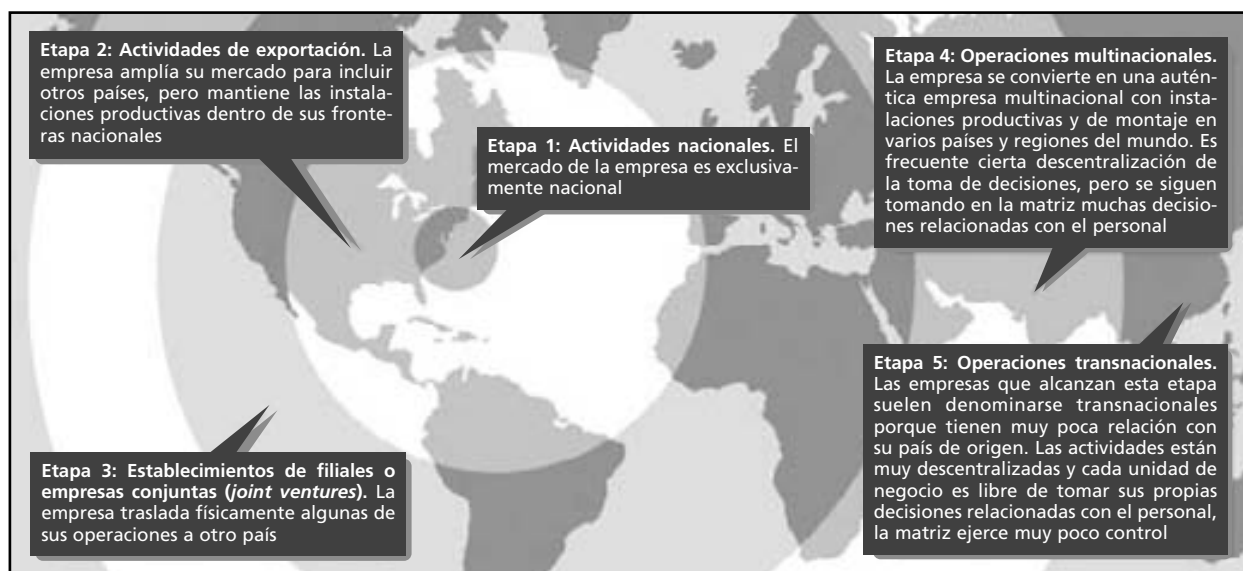 Etapa 2: Actividades de exportación. La
empresa amplía su mercado para incluir
otros países, pero mantiene las instala-
ciones productivas dentro de sus fronte-
ras nacionales
Etapa 1: Actividades nacionales. El
mercado de la empresa es exclusiva-
mente nacional
Etapa 4: Operaciones multinacionales.
La empresa se convierte en una autén-
tica empresa multinacional con insta-
laciones productivas y de montaje en
varios países y regiones del mundo. Es
frecuente cierta descentralización de
la toma de decisiones, pero se siguen
tomando en la matriz muchas decisio-
nes relacionadas con el personal
Etapa 3: Establecimientos de filiales o
empresas conjuntas (joint ventures). La
empresa traslada físicamente algunas de
sus operaciones a otro país
Etapa 5: Operaciones transnacionales.
Las empresas que alcanzan esta etapa
suelen denominarse transnacionales
porque tienen muy poca relación con
su país de origen. Las actividades están
muy descentralizadas y cada unidad de
negocio es libre de tomar sus propias
decisiones relacionadas con el personal,
la matriz ejerce muy poco control